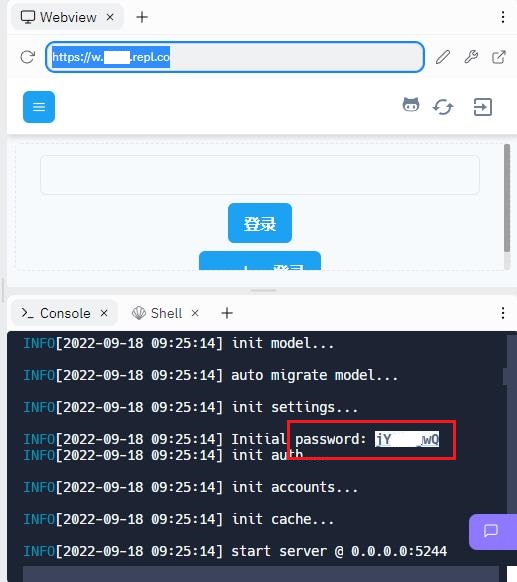 Webview
https://w. .repl.co
登录
登录
Console
Shell
INFO[2022-09-18 09:25:14] init model...
INFO[2022-09-18 09:25:14] auto migrate model...
INFO[2022-09-18 09:25:14] init settings...
INFO[2022-09-18 09:25:14] Initial password: jY wQ
INFO[2022-09-18 09:25:14] init auth
INFO[2022-09-18 09:25:14] init accounts...
INFO[2022-09-18 09:25:14] init cache...
INFO[2022-09-18 09:25:14] start server @ 0.0.0.0:5244